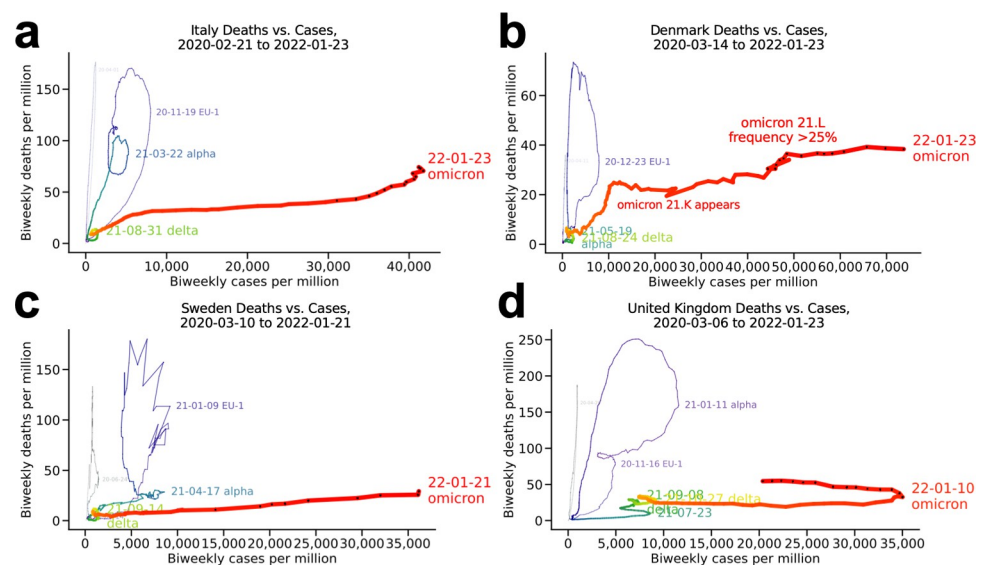 a
Italy Deaths vs. Cases,
2020-02-21 to 2022-01-23
Biweekly deaths per million
150
100
50
0
20-11-19 EU-1
21-03-22 alpha
21-08-31 delta
22-01-23
omicron
0 10,000 20,000 30,000 40,000
Biweekly cases per million
b
Denmark Deaths vs. Cases,
2020-03-14 to 2022-01-23
Biweekly deaths per million
60
40
20
0
20-12-23 EU-1
omicron 21.L
frequency >25%
22-01-23
omicron
omicron 21.K appears
21-05-19
alpha
21-08-24 delta
0 10,000 20,000 30,000 40,000 50,000 60,000 70,000
Biweekly cases per million
c
Sweden Deaths vs. Cases,
2020-03-10 to 2022-01-21
Biweekly deaths per million
150
100
50
0
21-01-09 EU-1
21-04-17 alpha
21-09-14
delta
22-01-21
omicron
0 5,000 10,000 15,000 20,000 25,000 30,000 35,000
Biweekly cases per million
d
United Kingdom Deaths vs. Cases,
2020-03-06 to 2022-01-23
Biweekly deaths per million
250
200
150
100
50
0
21-01-11 alpha
20-11-16 EU-1
21-09-08
delta
27 delta
21-07-23
22-01-10
omicron
0 5,000 10,000 15,000 20,000 25,000 30,000 35,000
Biweekly cases per million